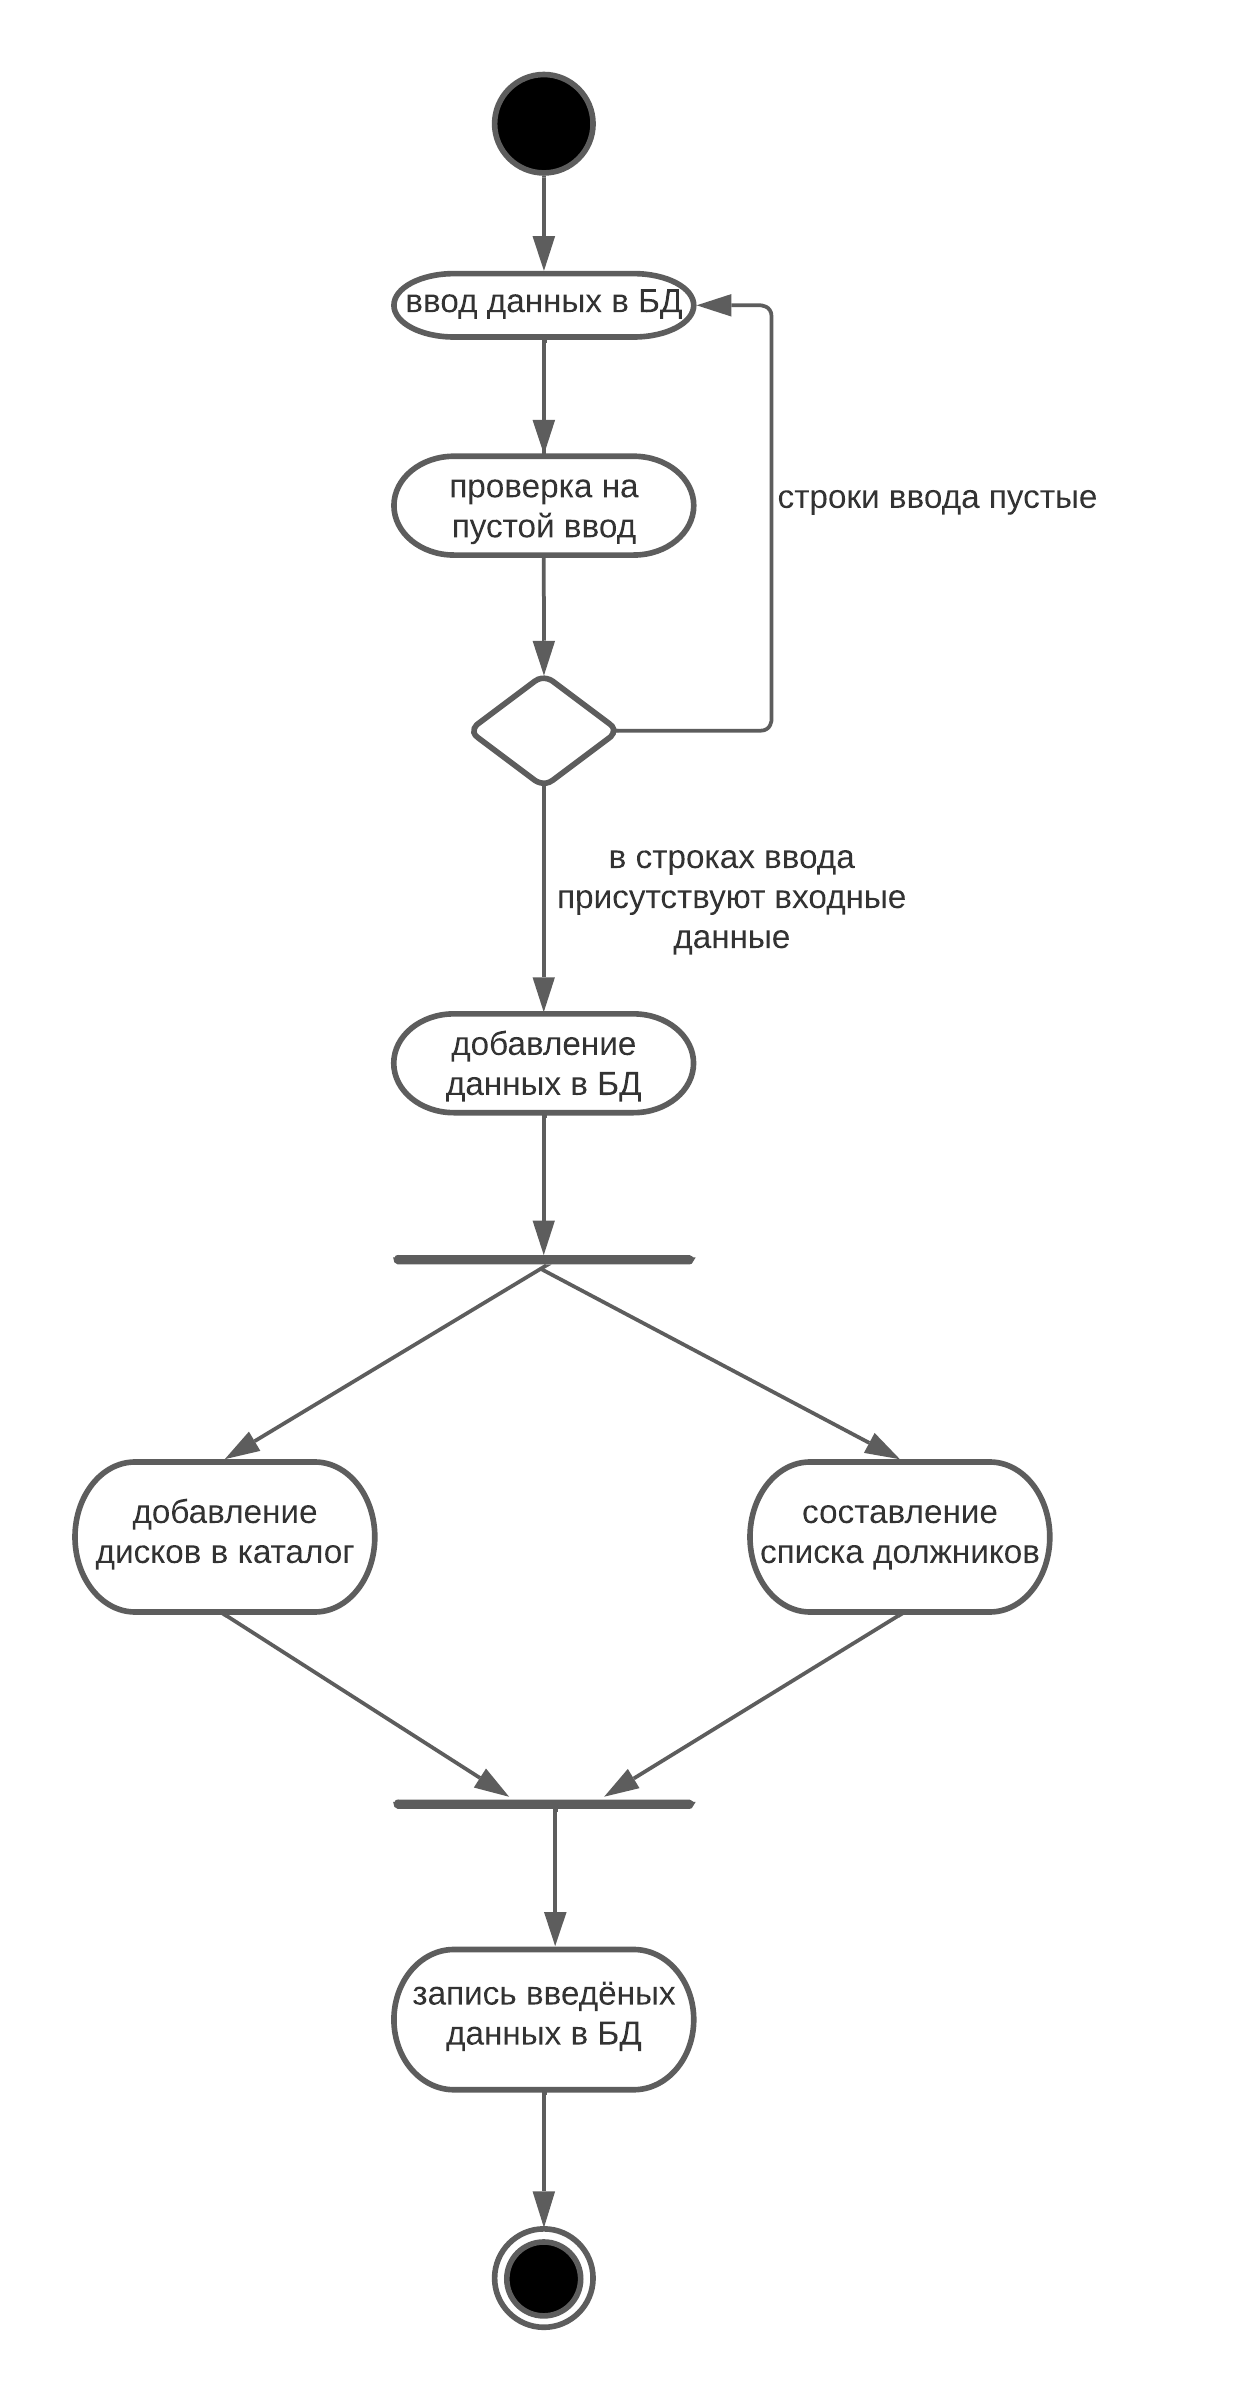 ввод данных в БД
проверка на
пустой ввод
строки ввода пустые
в строках ввода
присутствуют входные
данные
добавление
данных в БД
добавление
дисков в каталог
составление
списка должников
запись введёных
данных в БД